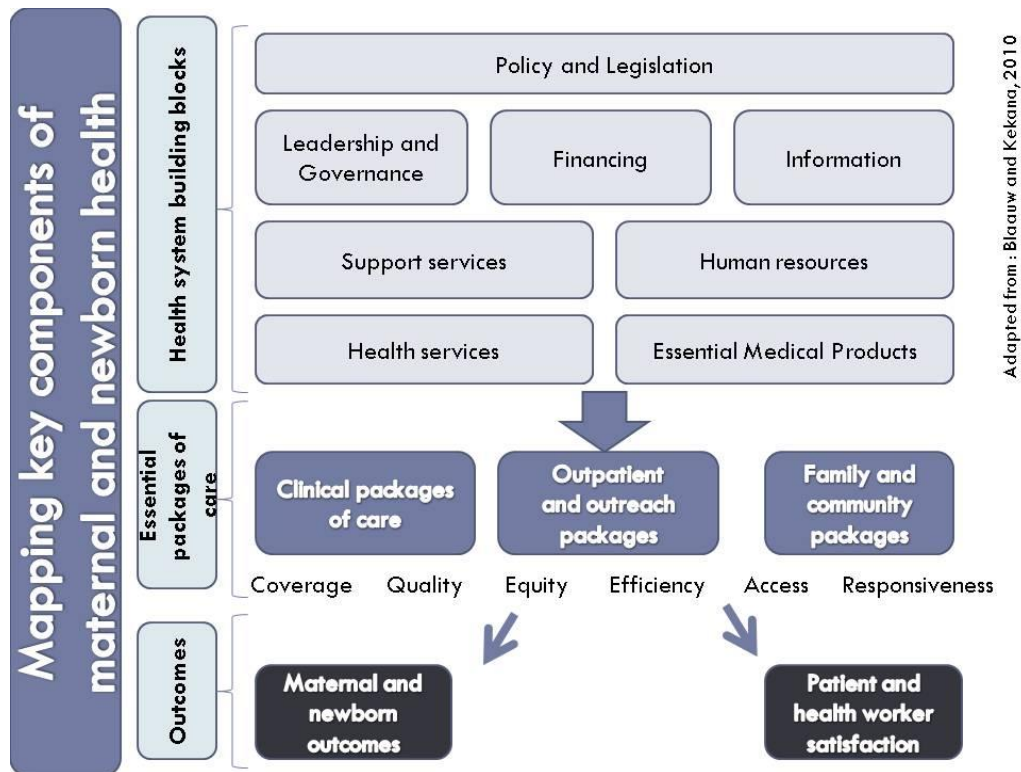 Mapping key components of
maternal and newborn health
Health system building blocks
Policy and Legislation
Leadership and
Governance
Financing
Information
Support services
Human resources
Health services
Essential Medical Products
Essential
packages of
care
Clinical packages
of care
Outpatient
and outreach
packages
Family and
community
packages
Coverage Quality Equity Efficiency Access Responsiveness
Outcomes
Maternal and
newborn
outcomes
Patient and
health worker
satisfaction
Adapted from : Blaauw and Kekana, 2010